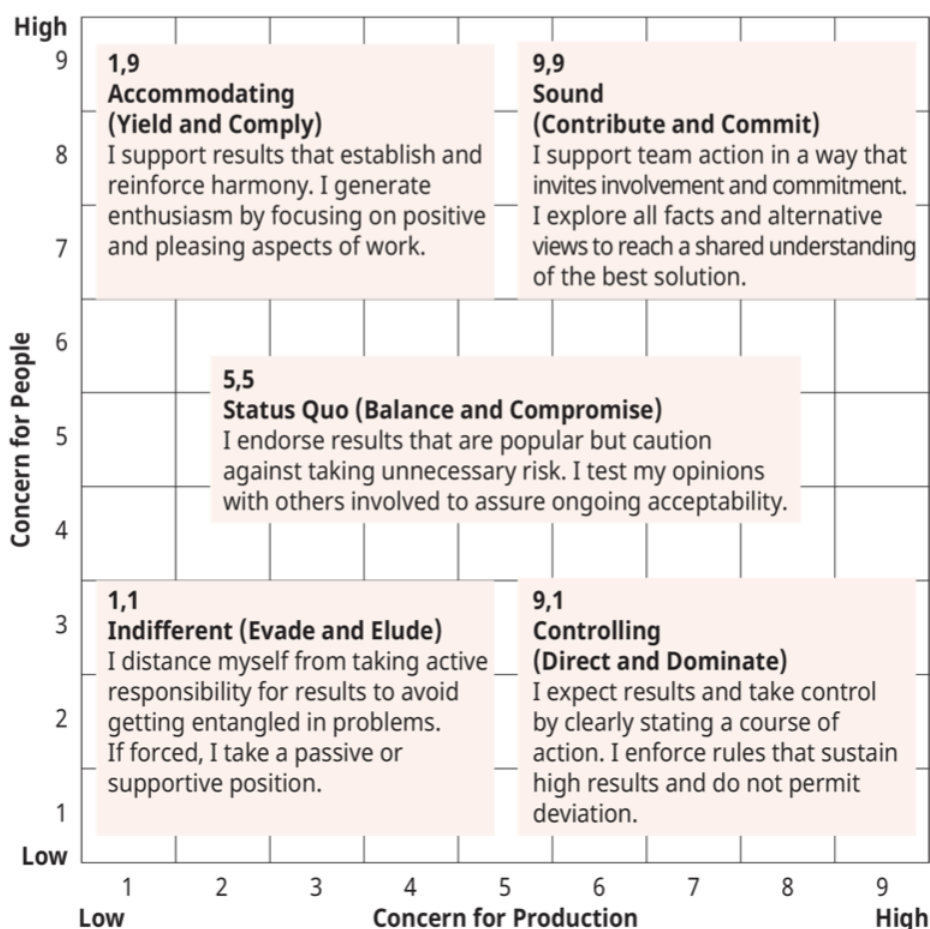 High
9
8
7
6
5
4
3
2
1
Low
Concern for People
1,9
Accommodating
(Yield and Comply)
I support results that establish and
reinforce harmony. I generate
enthusiasm by focusing on positive
and pleasing aspects of work.
9,9
Sound
(Contribute and Commit)
I support team action in a way that
invites involvement and commitment.
I explore all facts and alternative
views to reach a shared understanding
of the best solution.
5,5
Status Quo (Balance and Compromise)
I endorse results that are popular but caution
against taking unnecessary risk. I test my opinions
with others involved to assure ongoing acceptability.
1,1
Indifferent (Evade and Elude)
I distance myself from taking active
responsibility for results to avoid
getting entangled in problems.
If forced, I take a passive or
supportive position.
9,1
Controlling
(Direct and Dominate)
I expect results and take control
by clearly stating a course of
action. I enforce rules that sustain
high results and do not permit
deviation.
1 2 3 4 5 6 7 8 9
Low Concern for Production High